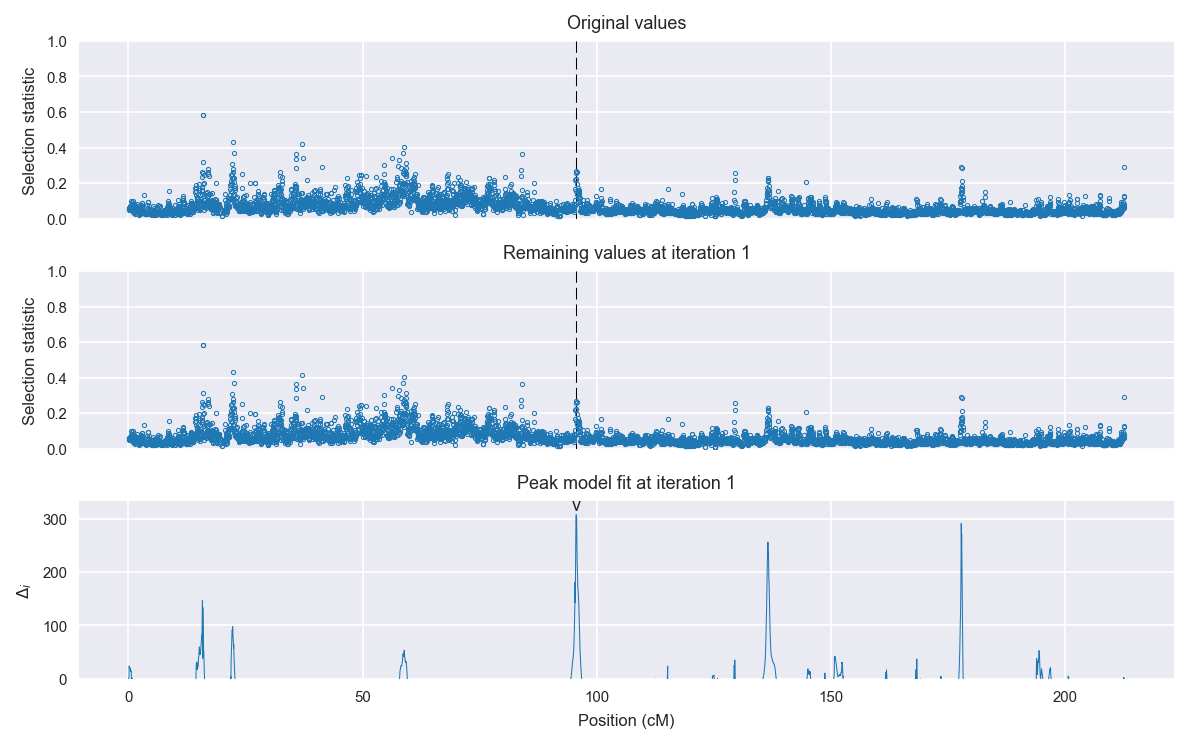 Original values
Selection statistic
1.0
0.8
0.6
0.4
0.2
0.0
Remaining values at iteration 1
Selection statistic
1.0
0.8
0.6
0.4
0.2
0.0
Peak model fit at iteration 1
v
Δi
300
200
100
0
0 50 100 150 200
Position (cM)